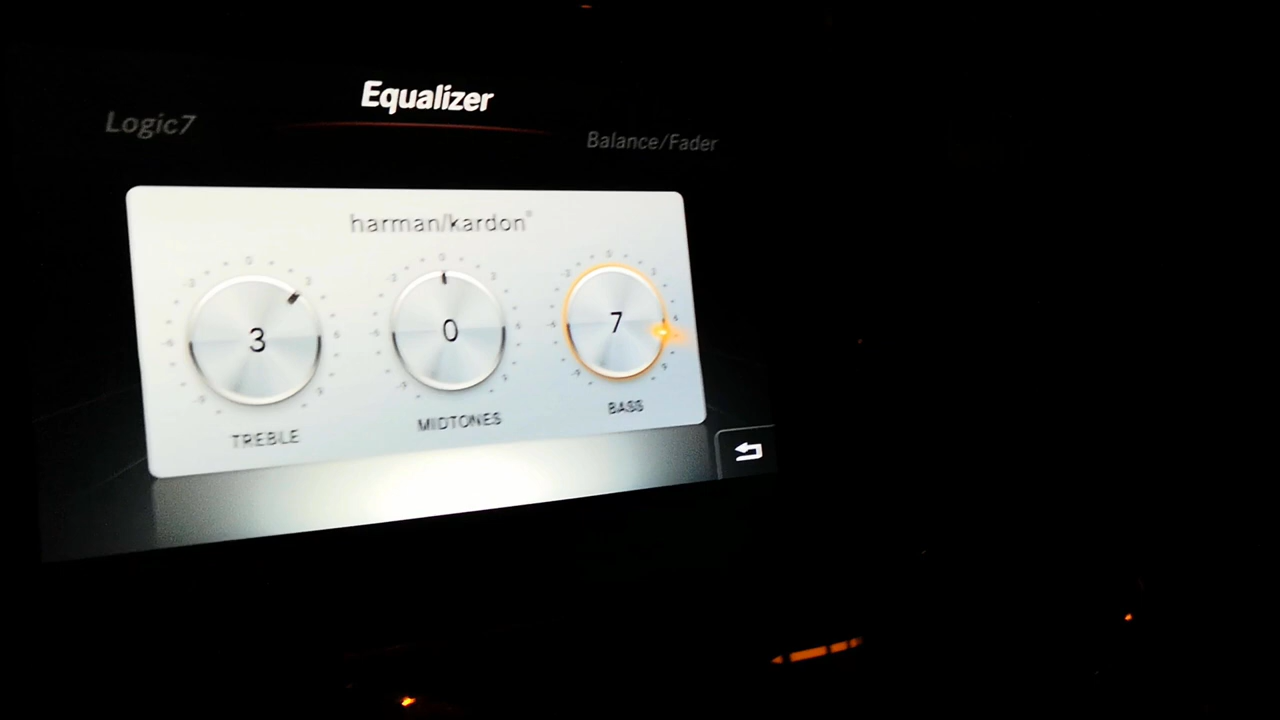 Equalizer
Logic7
Balance/Fader
harman/kardon®
3
0
7
TREBLE
MIDTONES
BASS